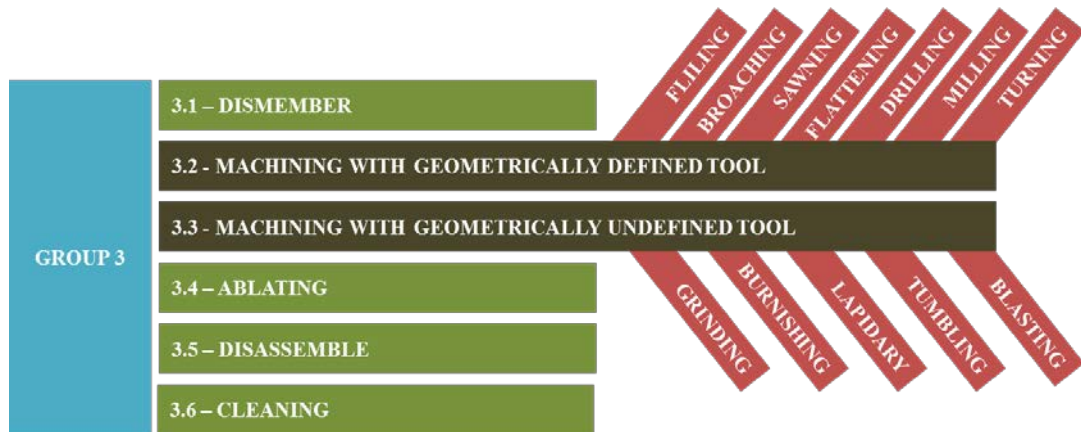 FLILING
BROACHING
SAWNING
FLATTENING
DRILLING
MILLING
TURNING
GROUP 3
3.1 – DISMEMBER
3.2 - MACHINING WITH GEOMETRICALLY DEFINED TOOL
3.3 - MACHINING WITH GEOMETRICALLY UNDEFINED TOOL
3.4 – ABLATING
3.5 – DISASSEMBLE
3.6 – CLEANING
GRINDING
BURNISHING
LAPIDARY
TUMBLING
BLASTING